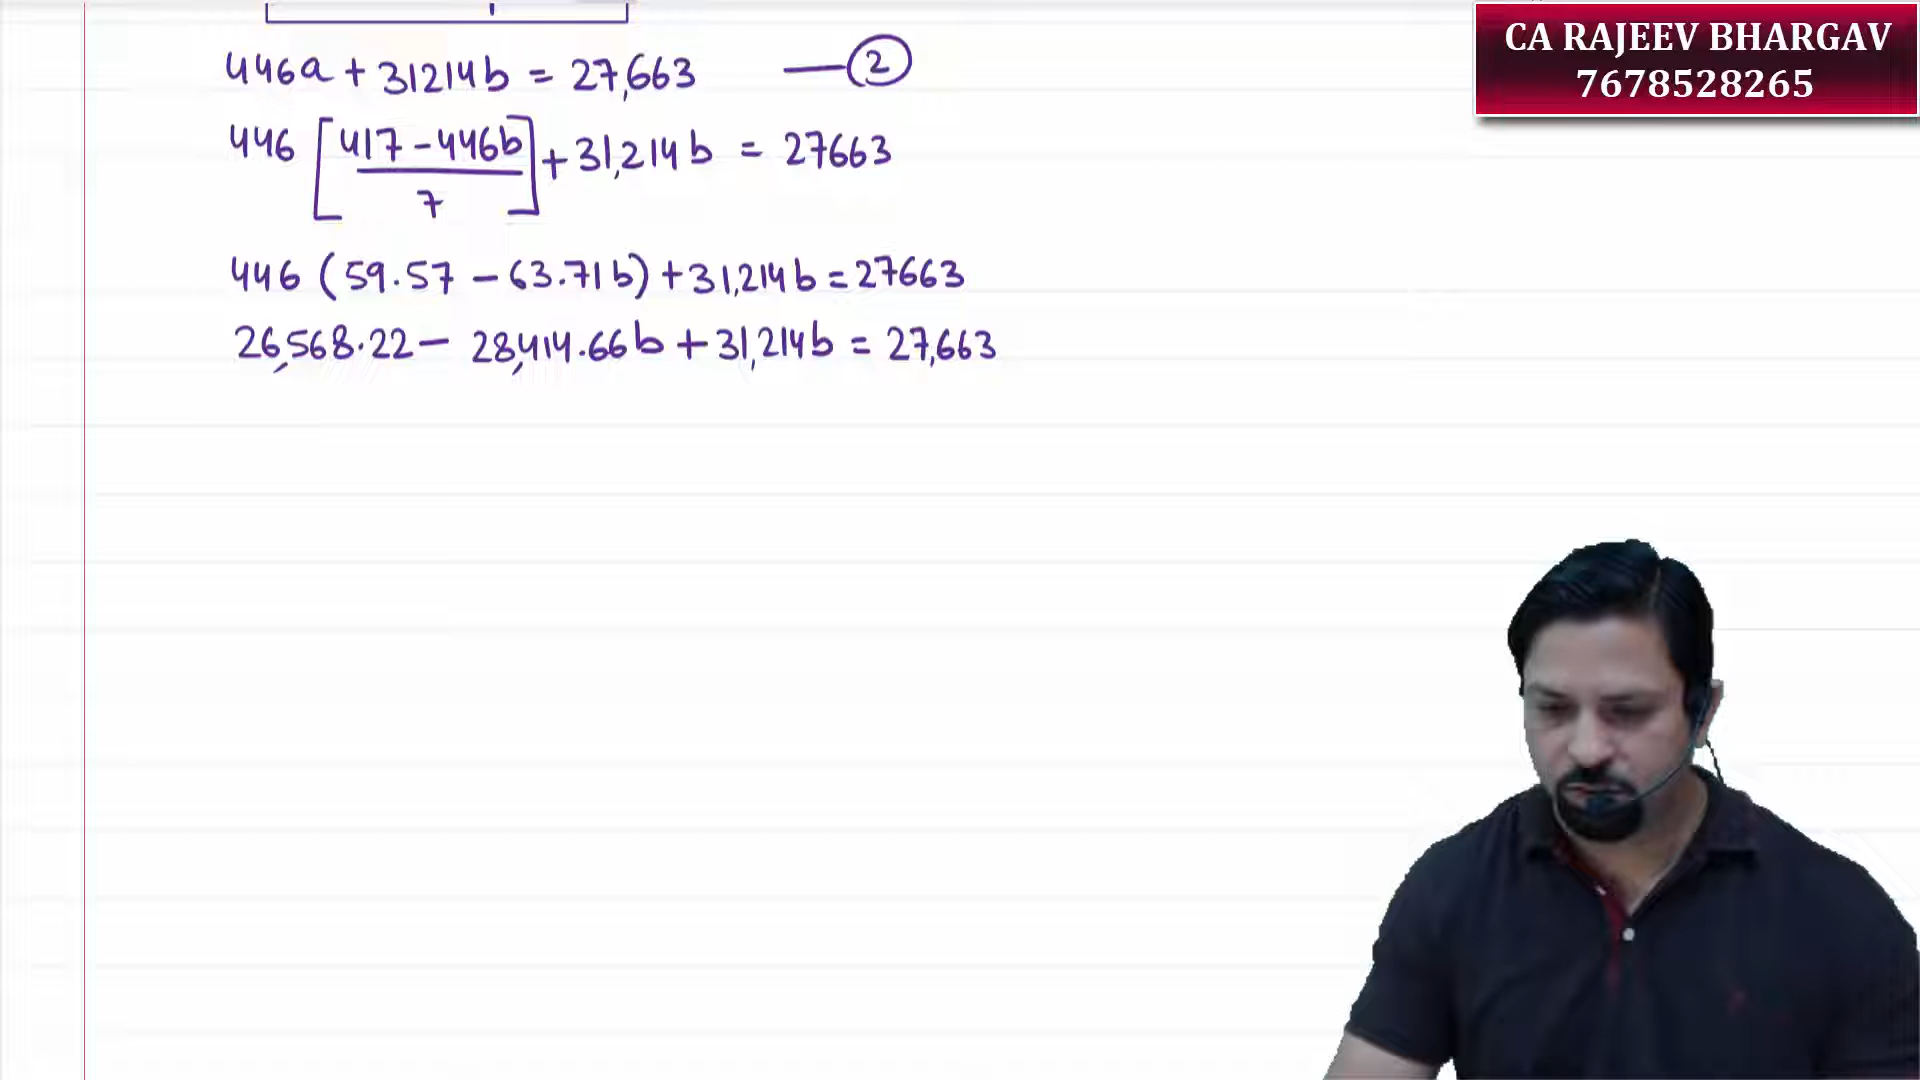 CA RAJEEV BHARGAV
7678528265
446a + 31214b = 27,663 — 2
446 [ 417 - 446b / 7 ] + 31,214b = 27663
446 (59.57 - 63.71b) + 31,214b = 27663
26,568.22 - 28,414.66b + 31,214b = 27,663